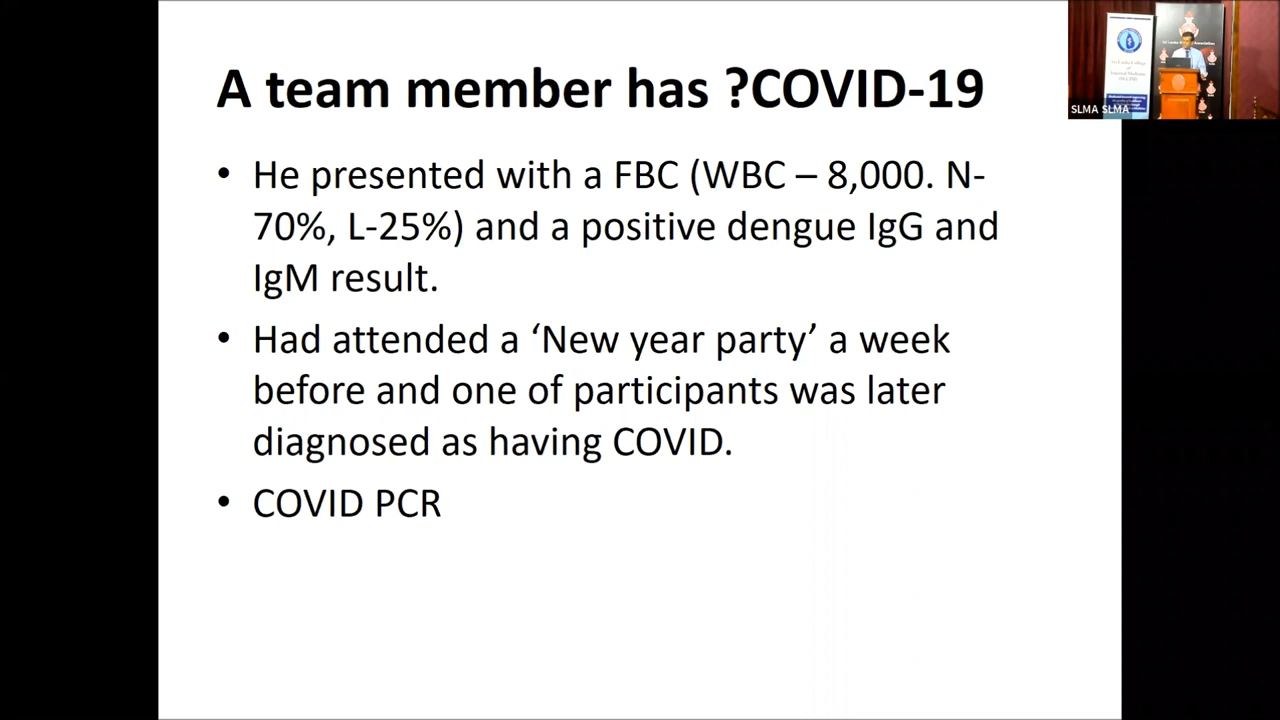 A team member has ?COVID-19
• He presented with a FBC (WBC – 8,000. N-
70%, L-25%) and a positive dengue IgG and
IgM result.
• Had attended a ‘New year party’ a week
before and one of participants was later
diagnosed as having COVID.
• COVID PCR
SLMA SLMA